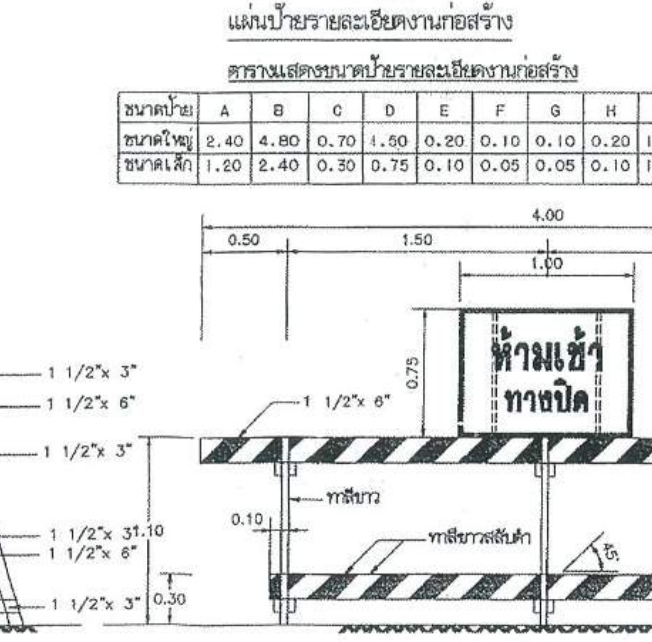 แผ่นป้ายรายละเอียดงานก่อสร้าง
ตารางแสดงขนาดป้ายรายละเอียดงานก่อสร้าง
ขนาดป้าย A B C D E F G H
ขนาดใหญ่ 2.40 4.80 0.70 1.50 0.20 0.10 0.10 0.20 1
ขนาดเล็ก 1.20 2.40 0.30 0.75 0.10 0.05 0.05 0.10 1
4.00
0.50 1.50
1.00
ห้ามเข้า
ทางปิด
0.75
1 1/2"x 3"
1 1/2"x 6"
1 1/2"x 6"
1 1/2"x 3"
ทาสีขาว
0.10
1 1/2"x 3"
1.10
ทาสีขาวสลับดำ
45°
1 1/2"x 6"
1 1/2"x 3"
0.30